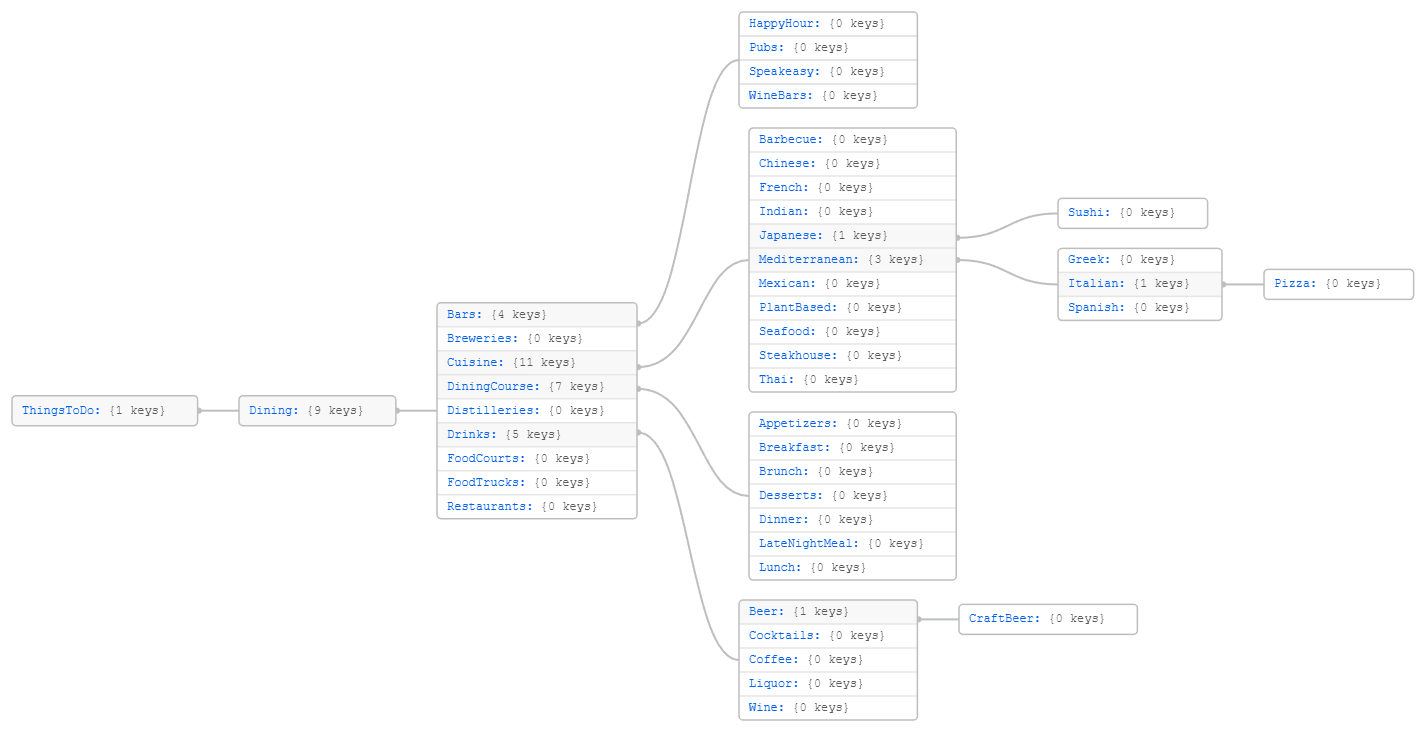 ThingsToDo: {1 keys}
Dining: {9 keys}
Bars: {4 keys}
Breweries: {0 keys}
Cuisine: {11 keys}
DiningCourse: {7 keys}
Distilleries: {0 keys}
Drinks: {5 keys}
FoodCourts: {0 keys}
FoodTrucks: {0 keys}
Restaurants: {0 keys}
HappyHour: {0 keys}
Pubs: {0 keys}
Speakeasy: {0 keys}
WineBars: {0 keys}
Barbecue: {0 keys}
Chinese: {0 keys}
French: {0 keys}
Indian: {0 keys}
Japanese: {1 keys}
Mediterranean: {3 keys}
Mexican: {0 keys}
PlantBased: {0 keys}
Seafood: {0 keys}
Steakhouse: {0 keys}
Thai: {0 keys}
Sushi: {0 keys}
Greek: {0 keys}
Italian: {1 keys}
Spanish: {0 keys}
Pizza: {0 keys}
Appetizers: {0 keys}
Breakfast: {0 keys}
Brunch: {0 keys}
Desserts: {0 keys}
Dinner: {0 keys}
LateNightMeal: {0 keys}
Lunch: {0 keys}
Beer: {1 keys}
Cocktails: {0 keys}
Coffee: {0 keys}
Liquor: {0 keys}
Wine: {0 keys}
CraftBeer: {0 keys}